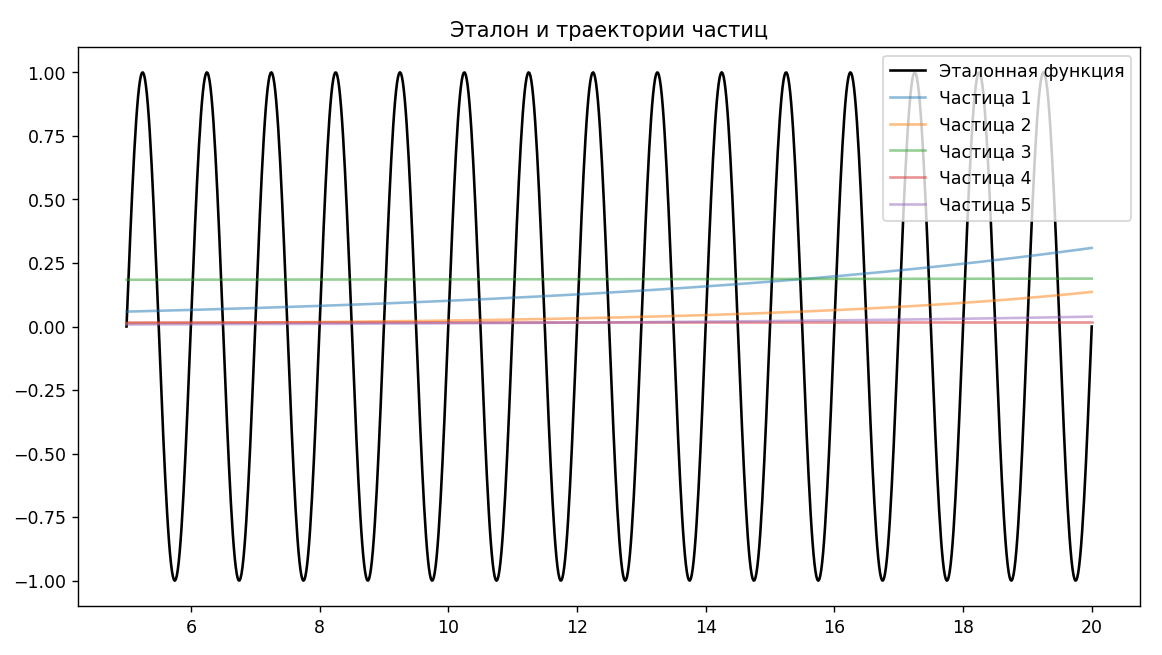 Эталон и траектории частиц
1.00
0.75
0.50
0.25
0.00
−0.25
−0.50
−0.75
−1.00
Эталонная функция
Частица 1
Частица 2
Частица 3
Частица 4
Частица 5
6 8 10 12 14 16 18 20